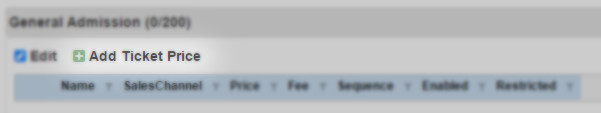 General Admission (0/200)
Edit Add Ticket Price
Name SalesChannel Price Fee Sequence Enabled Restricted